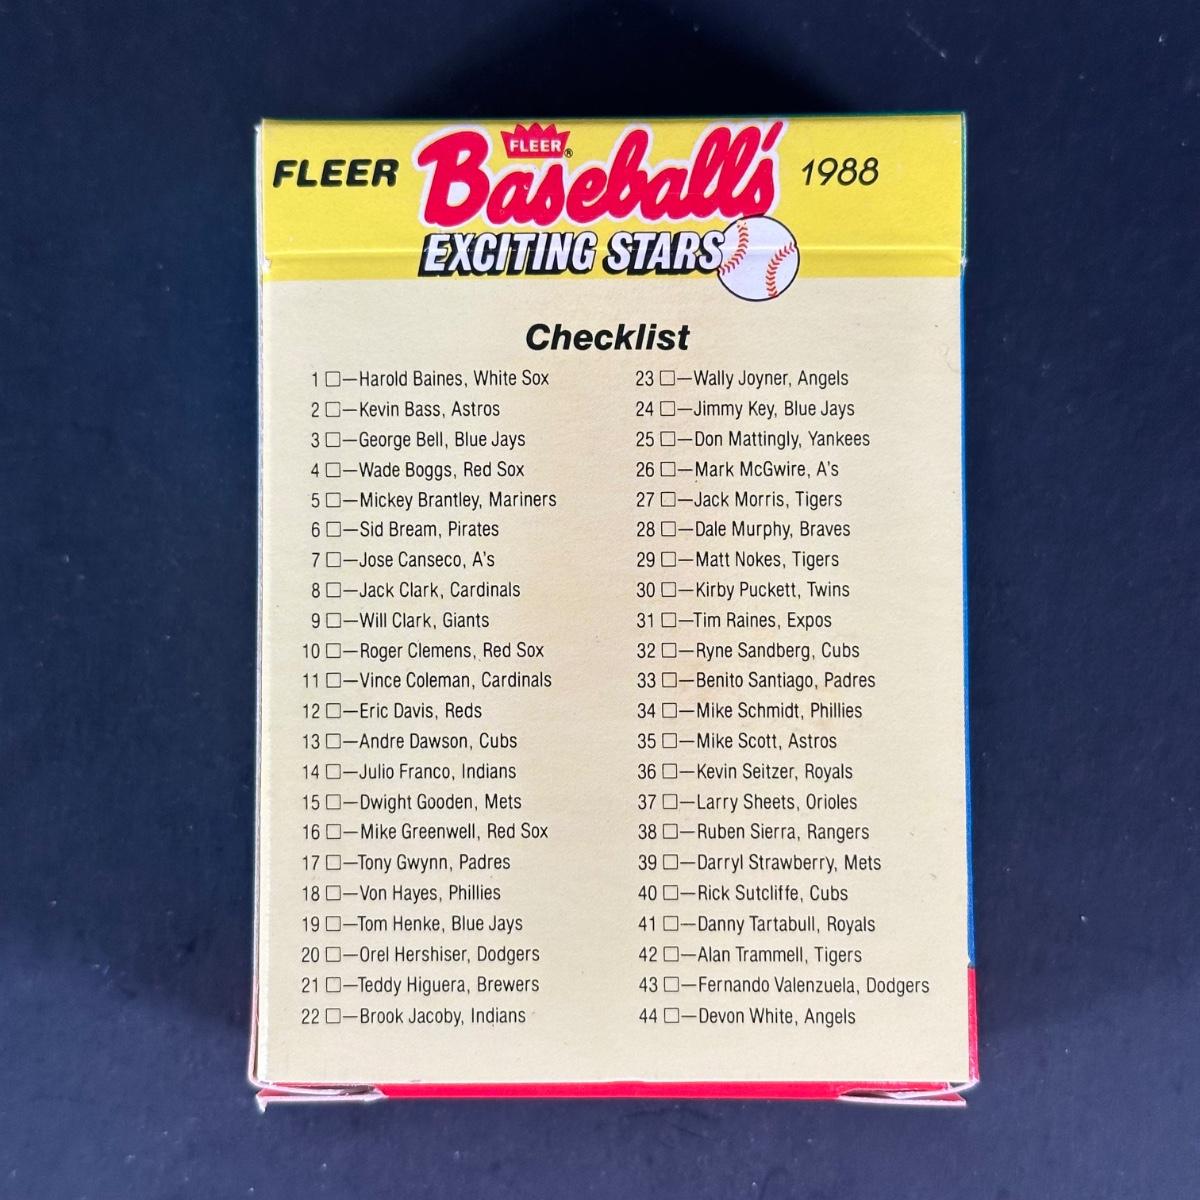 FLEER
FLEER®
Baseball's
1988
EXCITING STARS
Checklist
1 □—Harold Baines, White Sox
2 □—Kevin Bass, Astros
3 □—George Bell, Blue Jays
4 □—Wade Boggs, Red Sox
5 □—Mickey Brantley, Mariners
6 □—Sid Bream, Pirates
7 □—Jose Canseco, A's
8 □—Jack Clark, Cardinals
9 □—Will Clark, Giants
10 □—Roger Clemens, Red Sox
11 □—Vince Coleman, Cardinals
12 □—Eric Davis, Reds
13 □—Andre Dawson, Cubs
14 □—Julio Franco, Indians
15 □—Dwight Gooden, Mets
16 □—Mike Greenwell, Red Sox
17 □—Tony Gwynn, Padres
18 □—Von Hayes, Phillies
19 □—Tom Henke, Blue Jays
20 □—Orel Hershiser, Dodgers
21 □—Teddy Higuera, Brewers
22 □—Brook Jacoby, Indians
23 □—Wally Joyner, Angels
24 □—Jimmy Key, Blue Jays
25 □—Don Mattingly, Yankees
26 □—Mark McGwire, A's
27 □—Jack Morris, Tigers
28 □—Dale Murphy, Braves
29 □—Matt Nokes, Tigers
30 □—Kirby Puckett, Twins
31 □—Tim Raines, Expos
32 □—Ryne Sandberg, Cubs
33 □—Benito Santiago, Padres
34 □—Mike Schmidt, Phillies
35 □—Mike Scott, Astros
36 □—Kevin Seitzer, Royals
37 □—Larry Sheets, Orioles
38 □—Ruben Sierra, Rangers
39 □—Darryl Strawberry, Mets
40 □—Rick Sutcliffe, Cubs
41 □—Danny Tartabull, Royals
42 □—Alan Trammell, Tigers
43 □—Fernando Valenzuela, Dodgers
44 □—Devon White, Angels